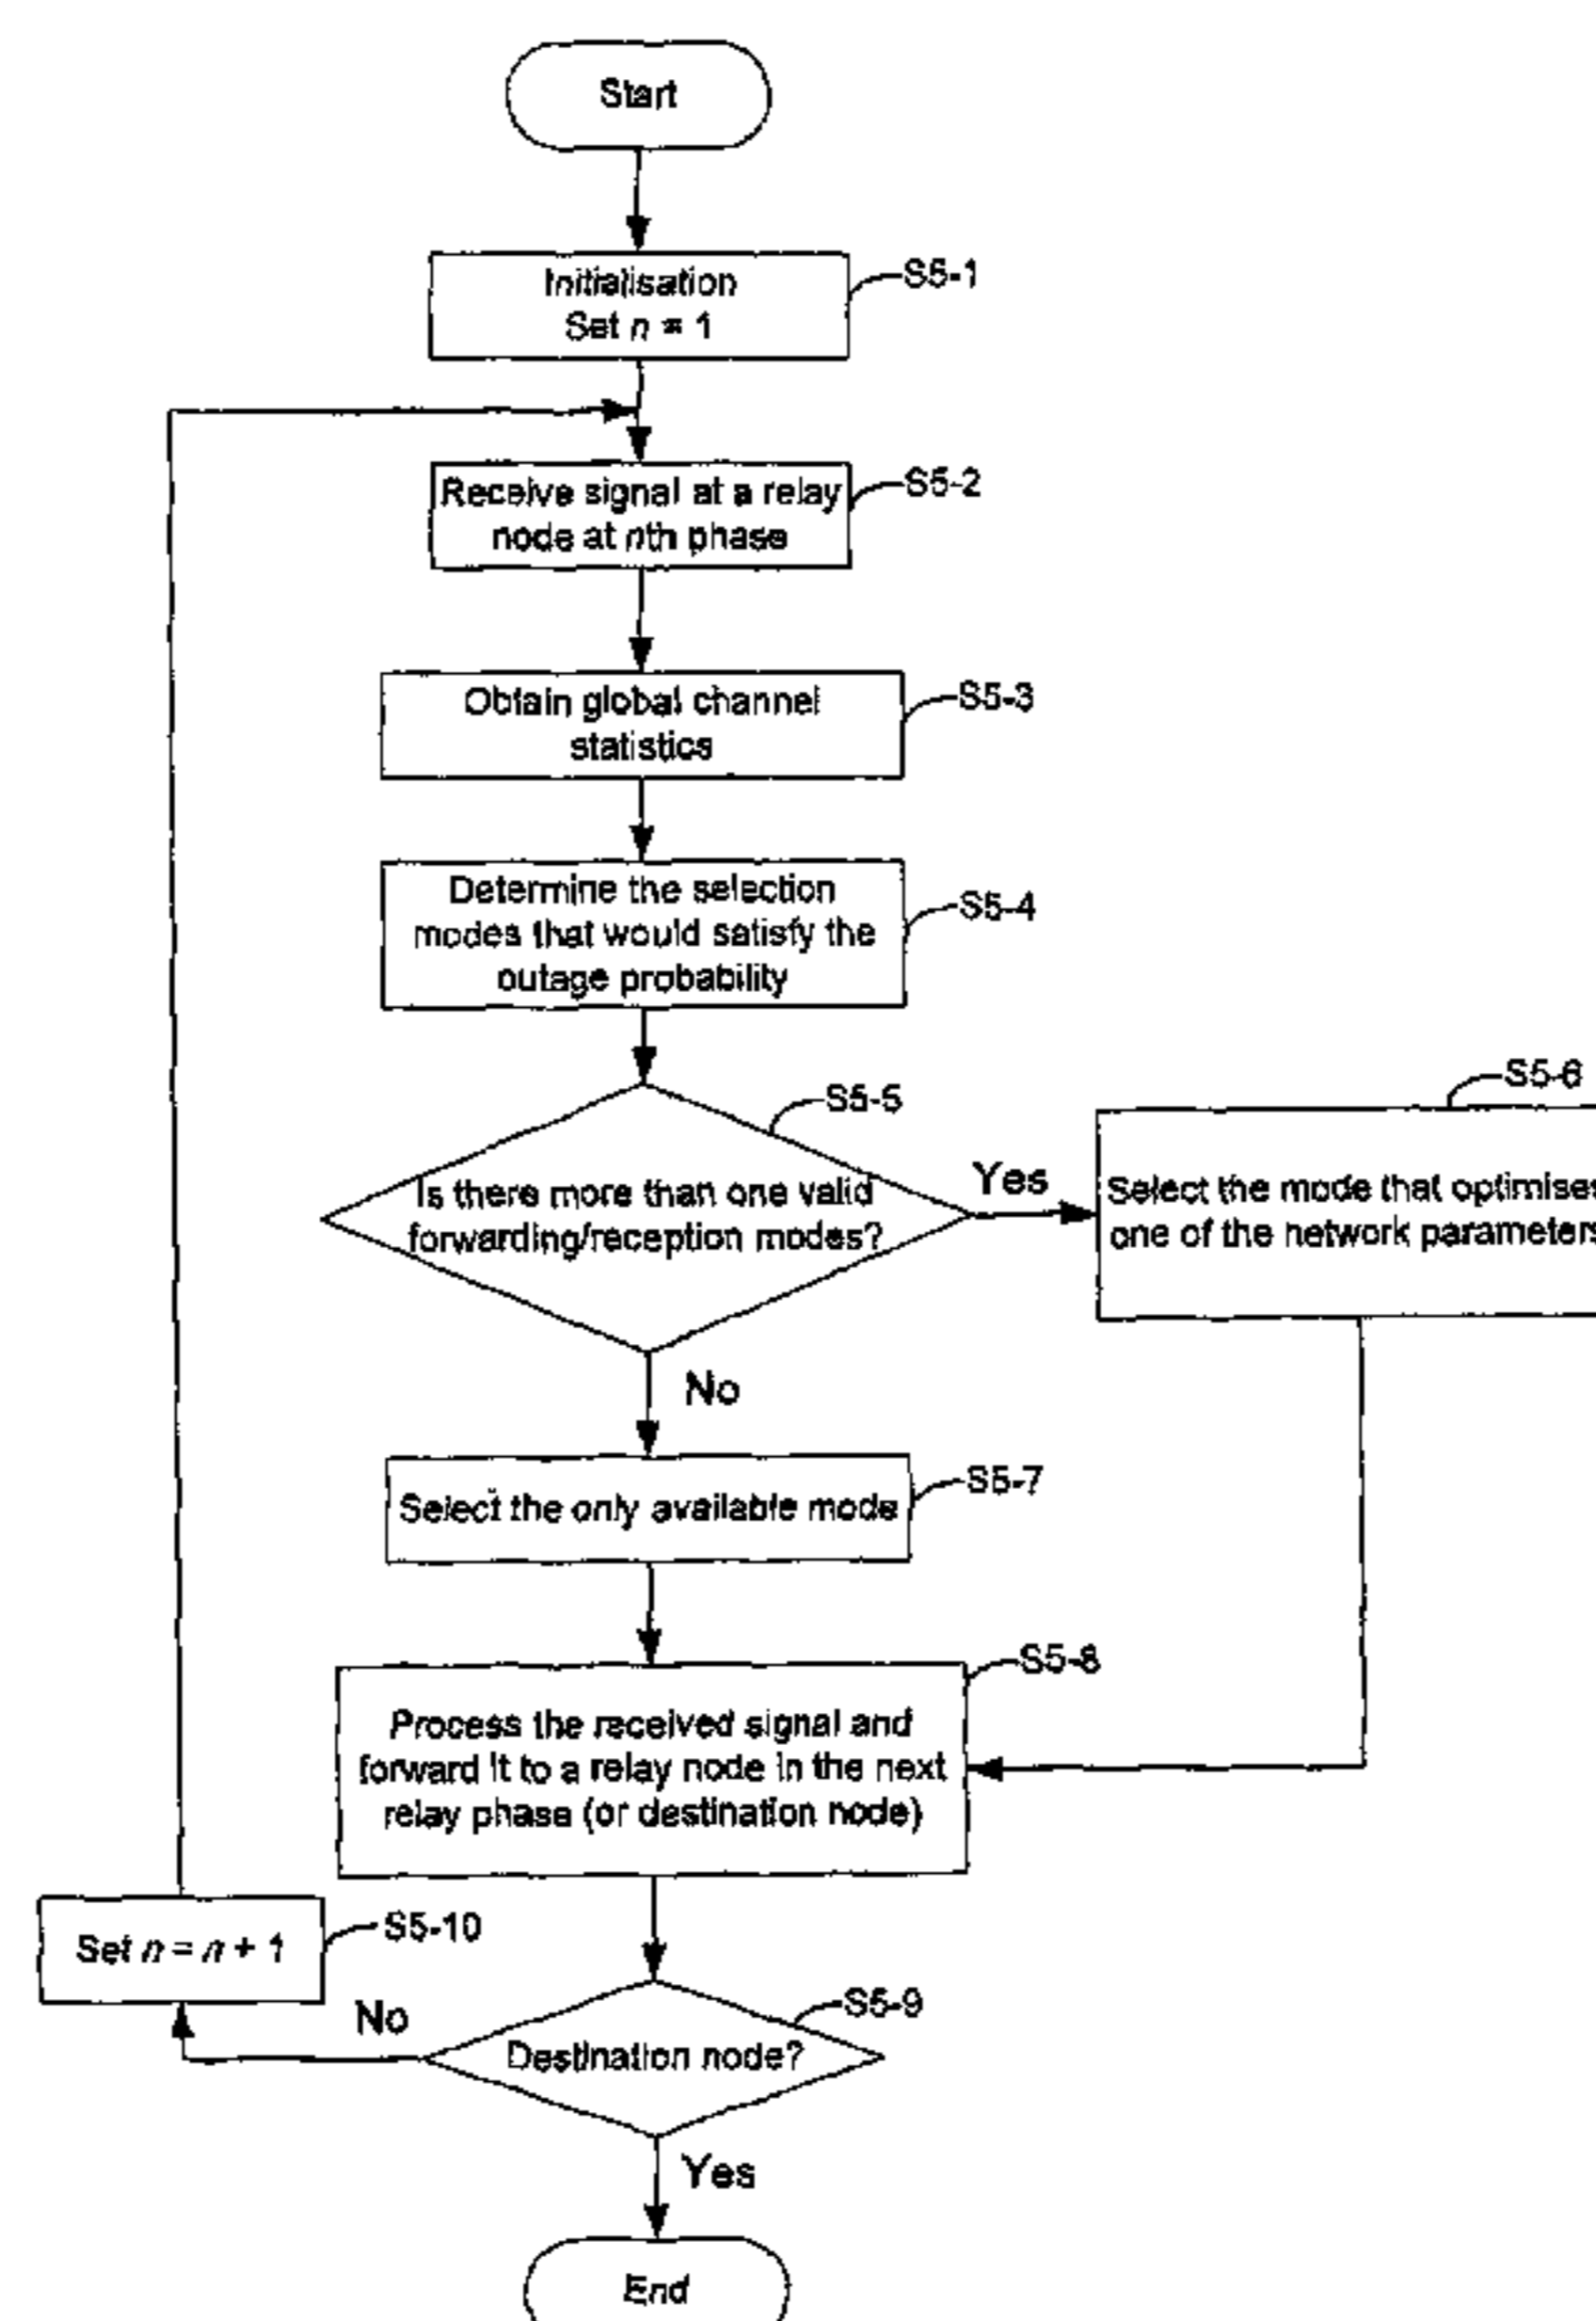 Start
Initialisation
Set n = 1
S5-1
Receive signal at a relay
node at nth phase
S5-2
Obtain global channel
statistics
S5-3
Determine the selection
modes that would satisfy the
outage probability
S5-4
S5-5
Is there more than one valid
forwarding/reception modes?
Yes
S5-6
Select the mode that optimises
one of the network parameters
No
Select the only available mode
S5-7
Process the received signal and
forward it to a relay node in the next
relay phase (or destination node)
S5-8
Set n = n + 1
S5-10
No
Destination node?
S5-9
Yes
End